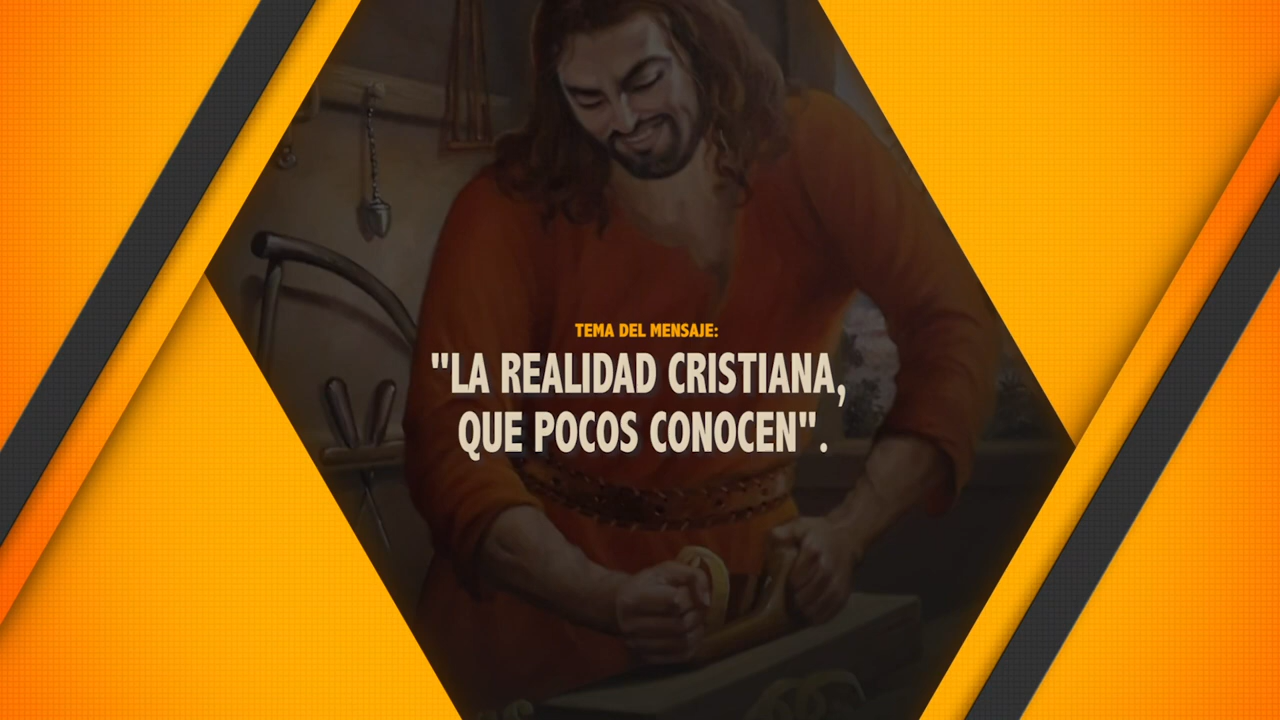 TEMA DEL MENSAJE:
"LA REALIDAD CRISTIANA,
QUE POCOS CONOCEN".